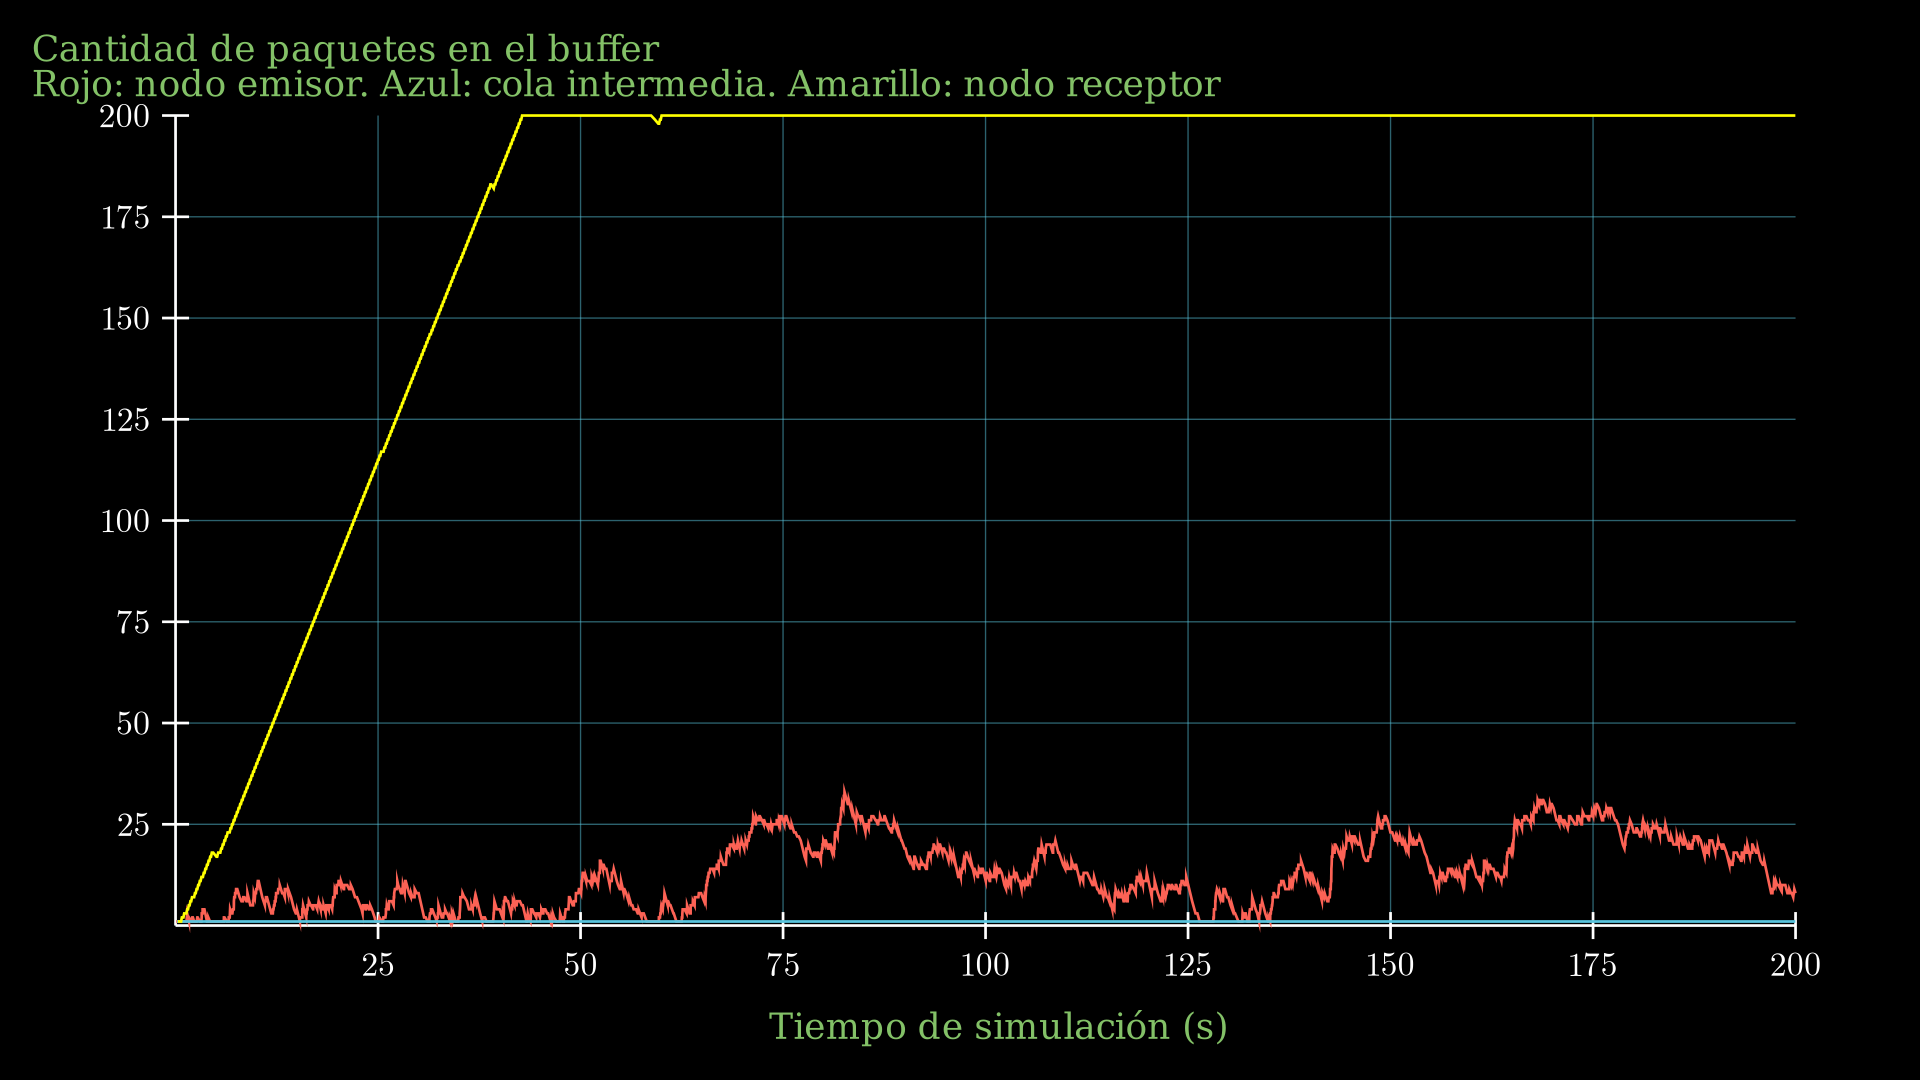 Cantidad de paquetes en el buffer
Rojo: nodo emisor. Azul: cola intermedia. Amarillo: nodo receptor
200
175
150
125
100
75
50
25
25 50 75 100 125 150 175 200
Tiempo de simulación (s)